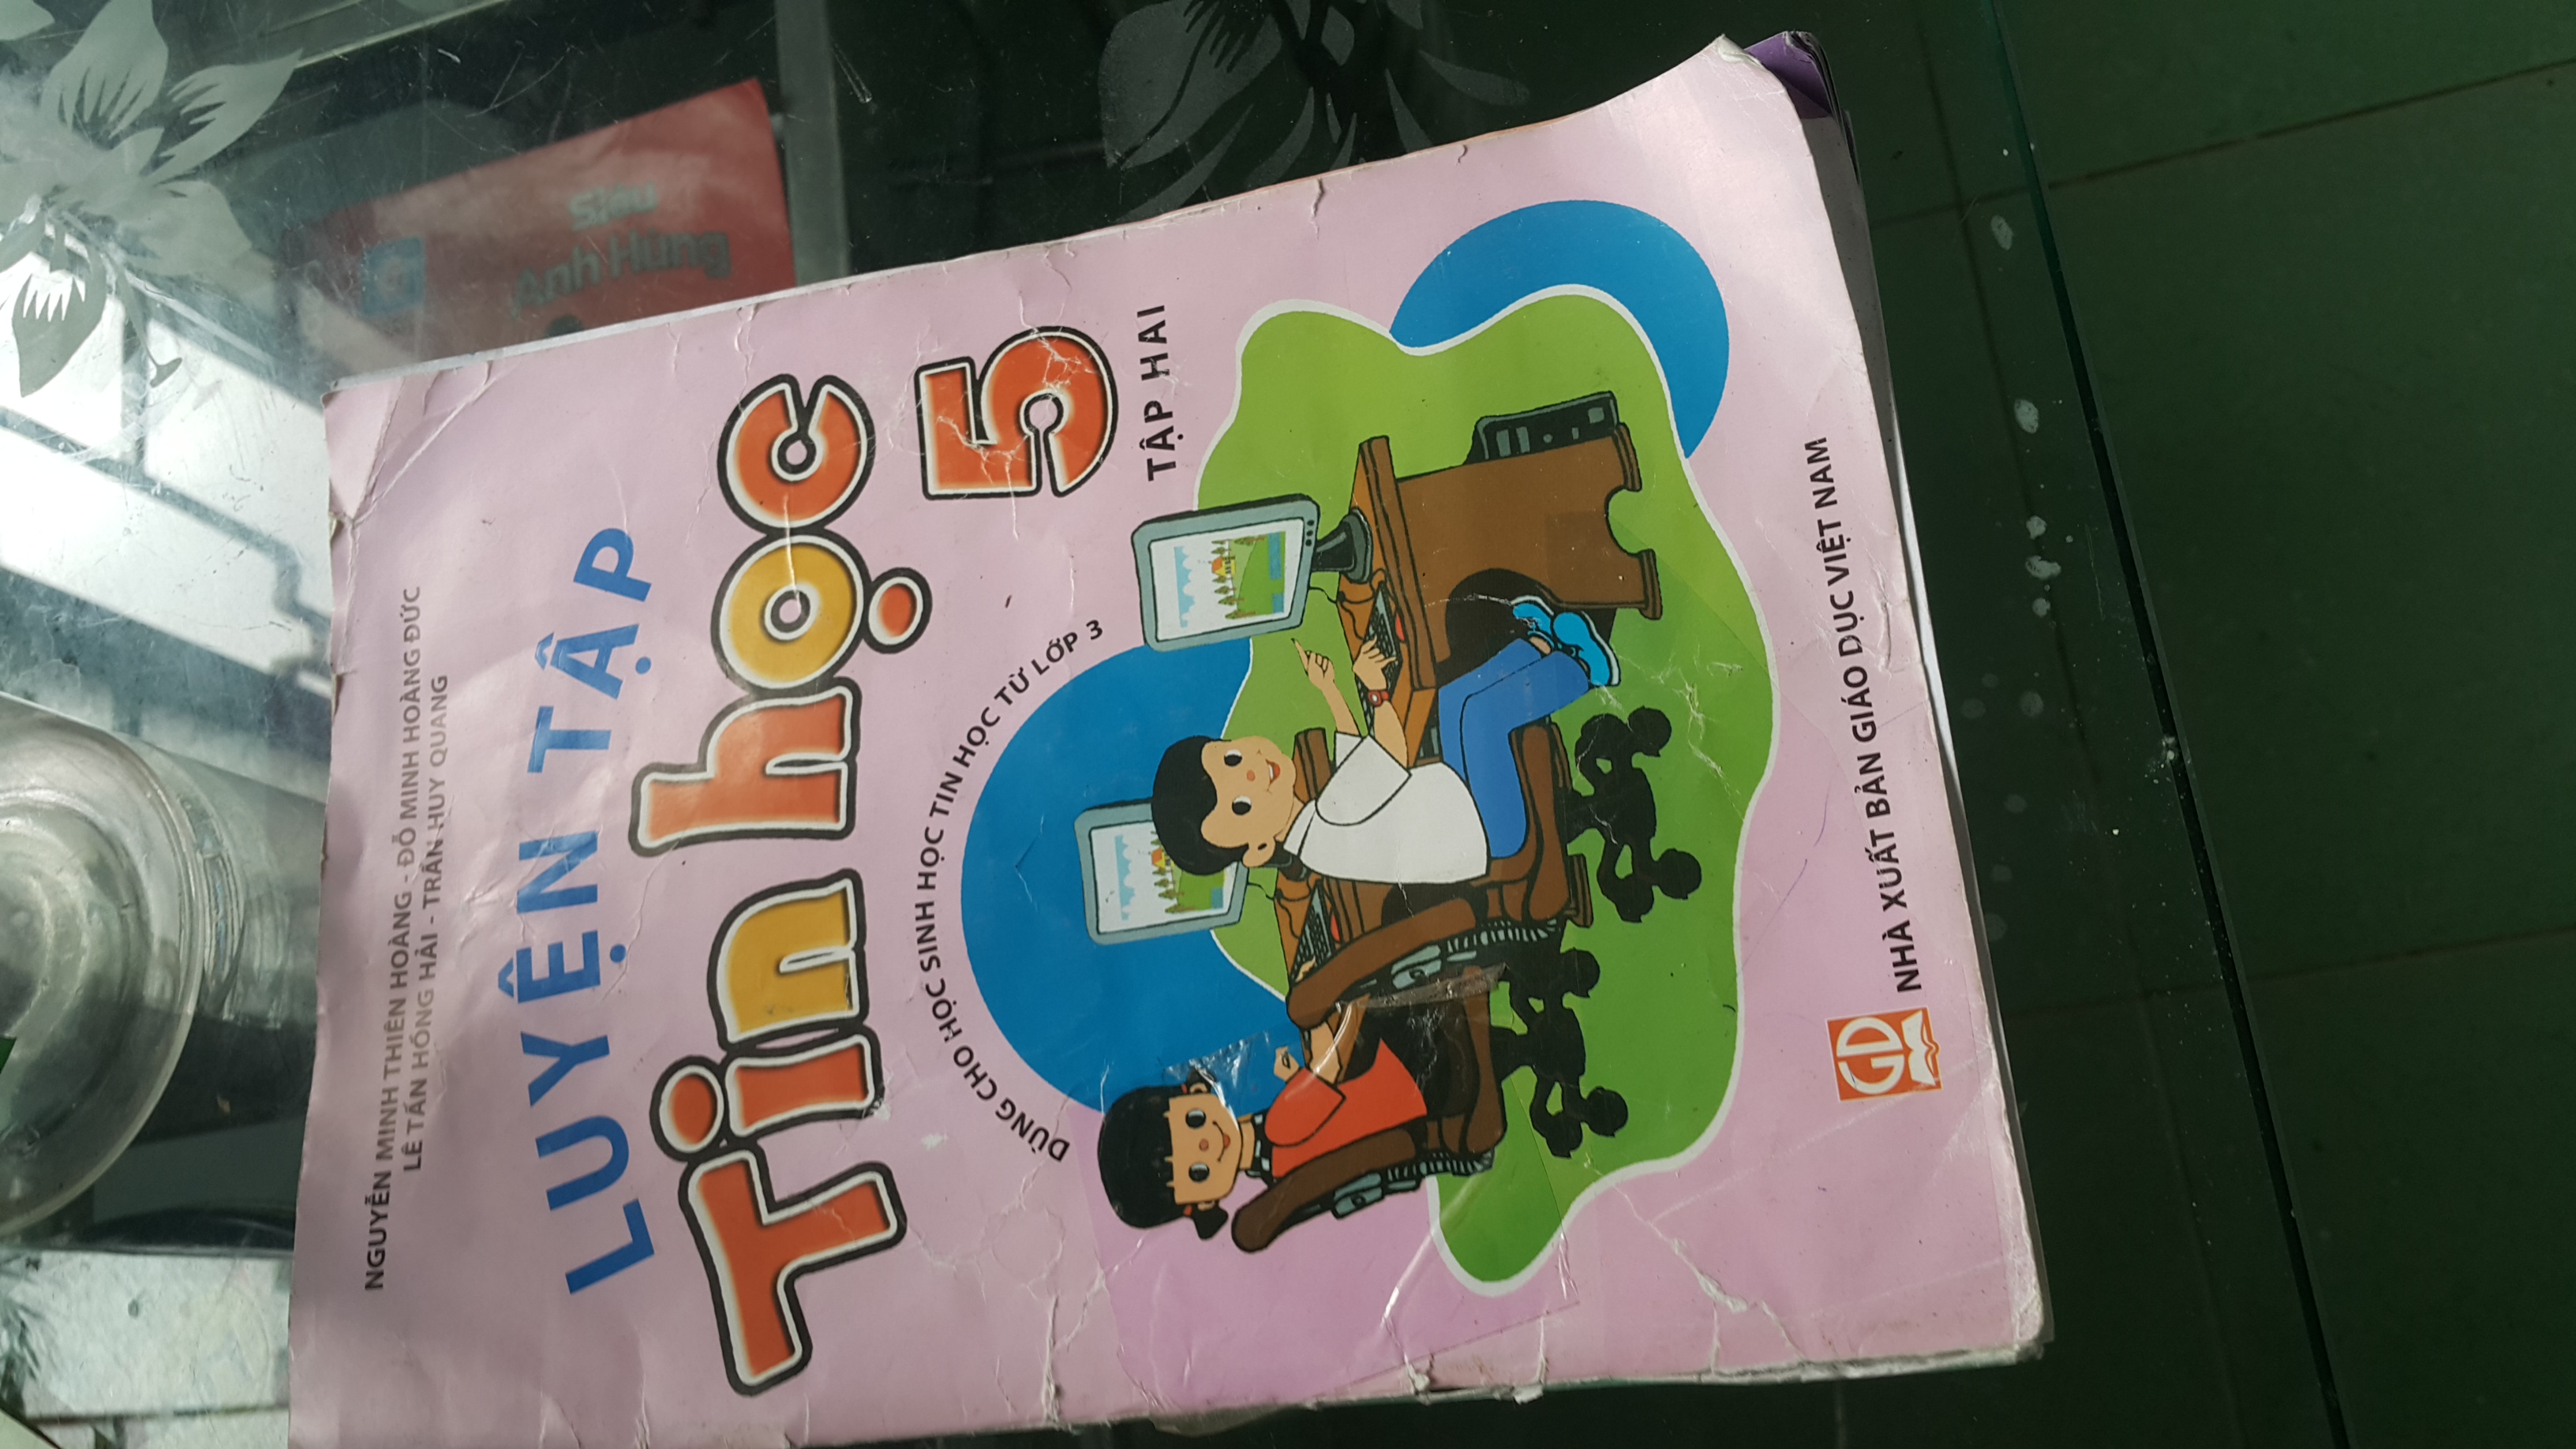 NGUYỄN MINH THIÊN HOÀNG - ĐỖ MINH HOÀNG ĐỨC
LÊ TẤN HỒNG HẢI - TRẦN HUY QUANG
LUYỆN TẬP
Tin học
5
TẬP HAI
DÙNG CHO HỌC SINH HỌC TIN HỌC TỪ LỚP 3
GD
NHÀ XUẤT BẢN GIÁO DỤC VIỆT NAM
Siêu
Anh Hùng